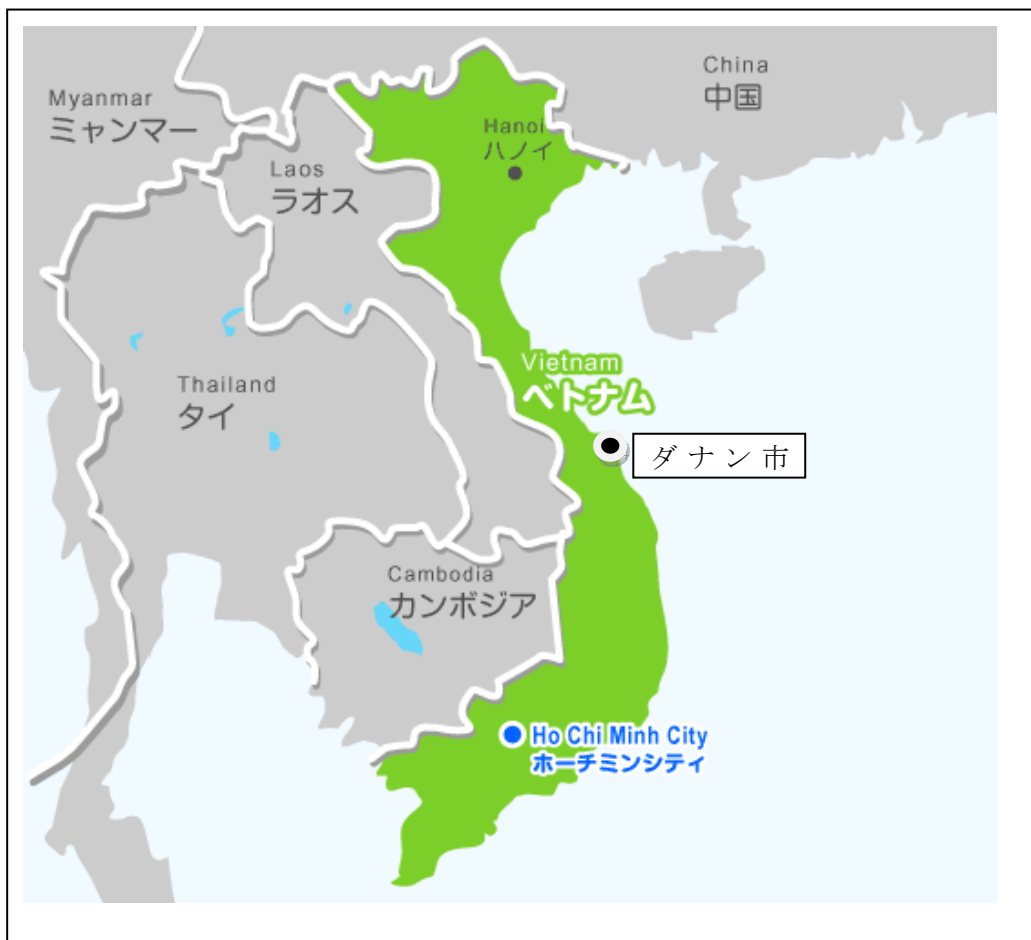 China
中国
Myanmar
ミャンマー
Hanoi
ハノイ
Laos
ラオス
Vietnam
ベトナム
Thailand
タイ
ダナン市
Cambodia
カンボジア
Ho Chi Minh City
ホーチミンシティ